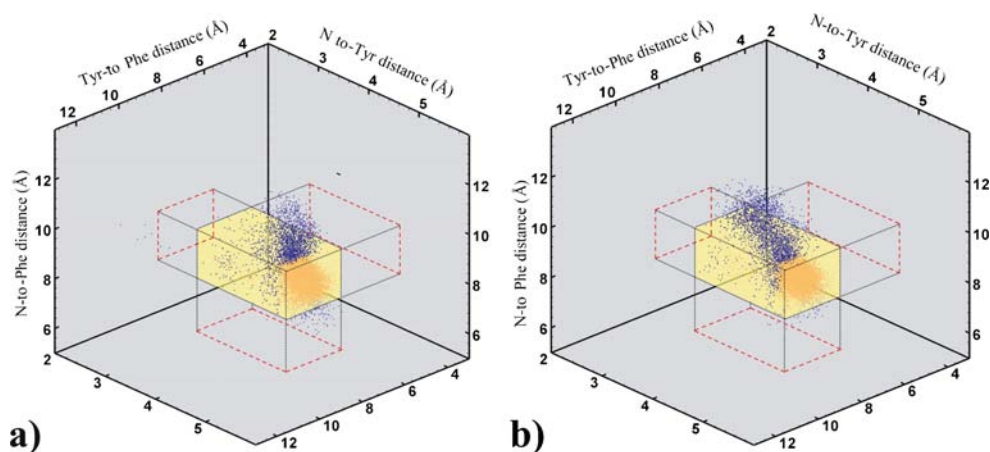 Tyr-to Phe distance (Å)
N to-Tyr distance (Å)
12 10 8 6 4 2 3 4 5
N-to-Phe distance (Å)
12 10 8 6 2
12 10 8 6
3 4 5
12 10 8 6 4
a)
Tyr-to-Phe distance (Å)
N-to-Tyr distance (Å)
12 10 8 6 4 2 3 4 5
N-to Phe distance (Å)
12 10 8 6 2
12 10 8 6
3 4 5
12 10 8 6 4
b)